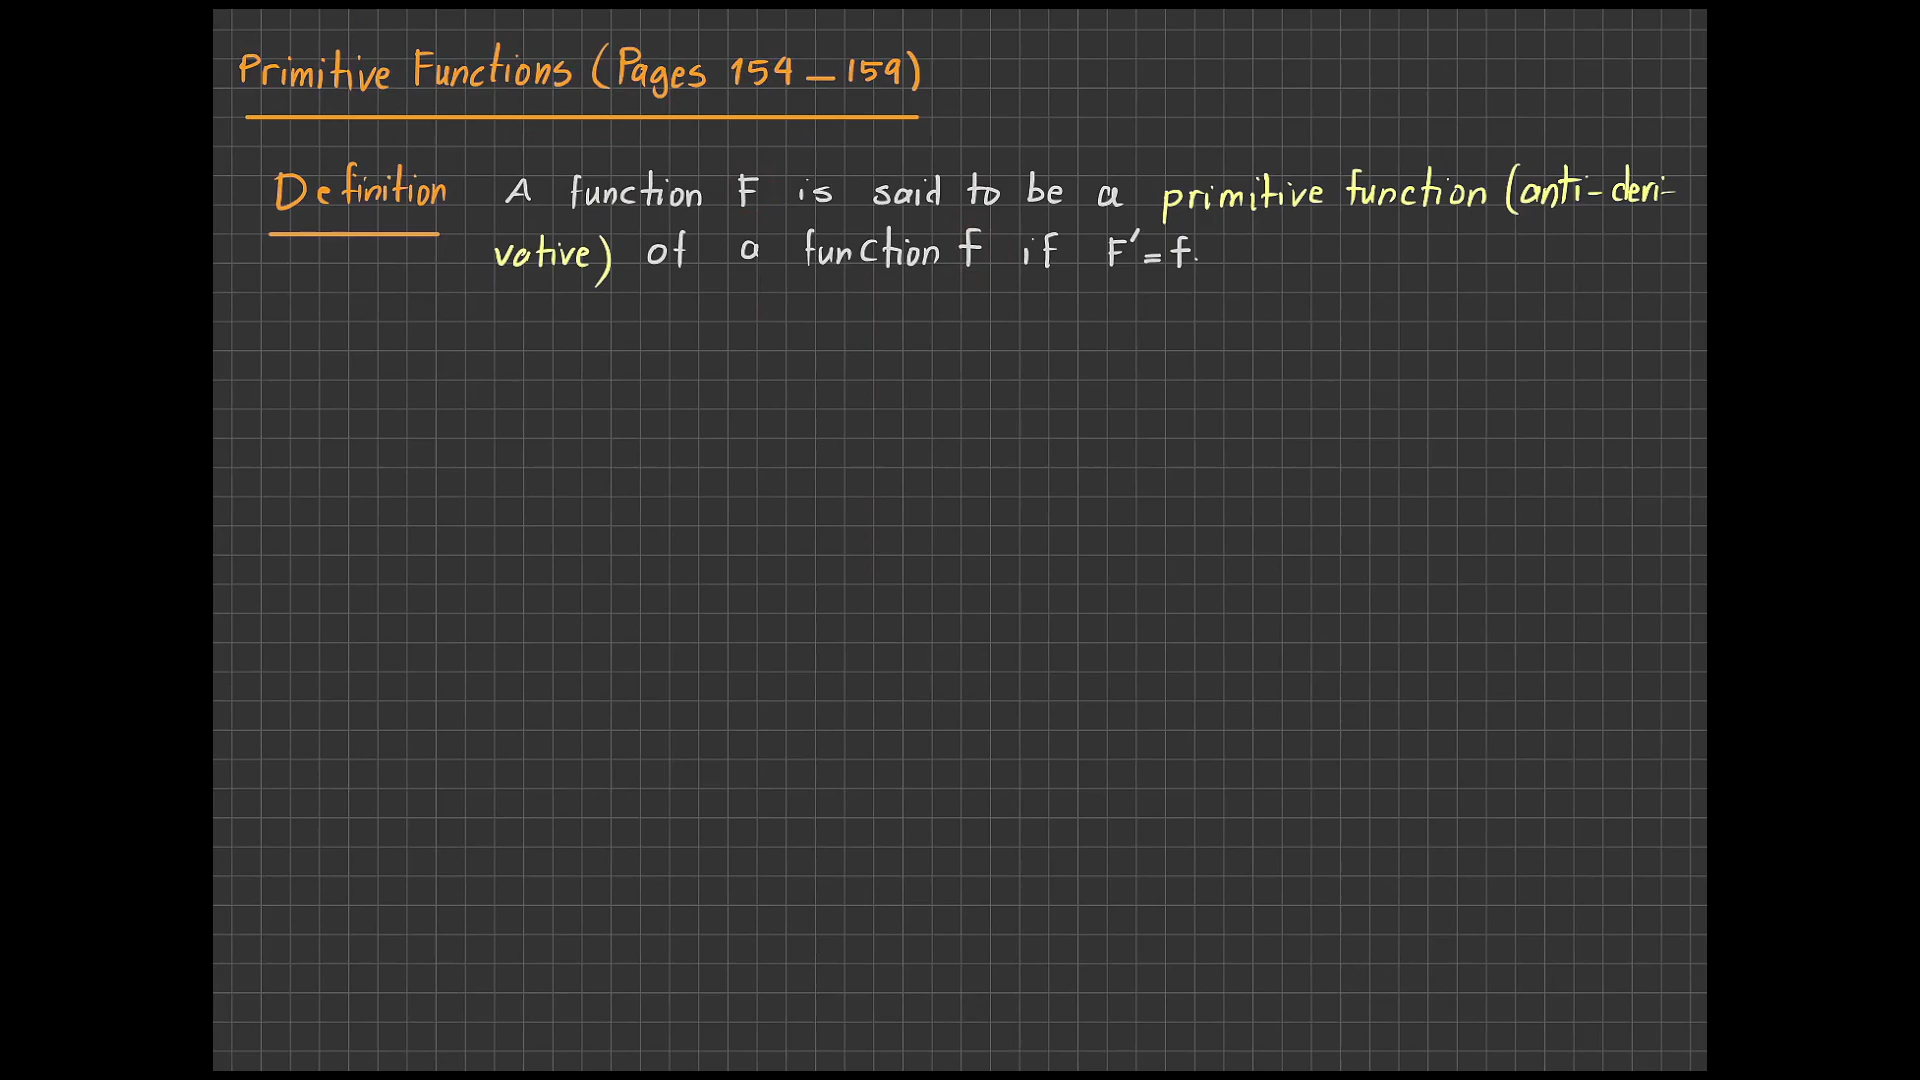 Primitive Functions (Pages 154 – 159)
Definition A function F is said to be a primitive function (anti-deri-
vative) of a function f if F' = f.